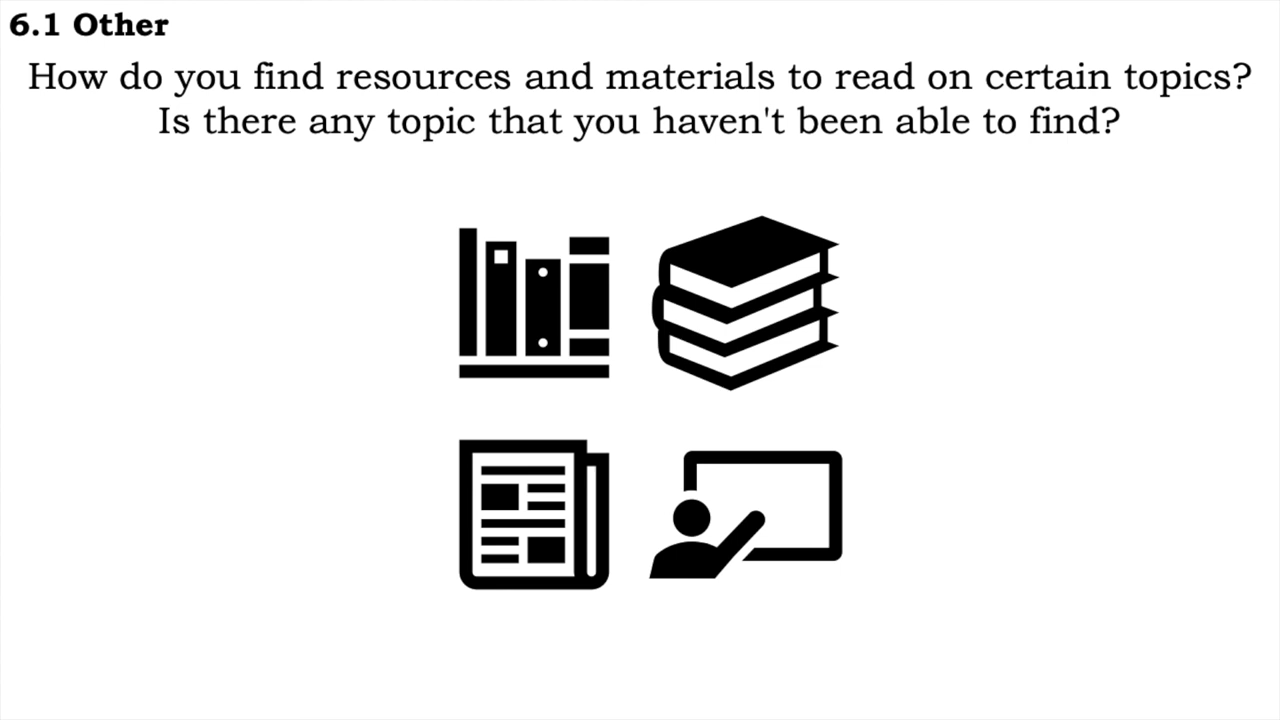 6.1 Other
How do you find resources and materials to read on certain topics?
Is there any topic that you haven't been able to find?